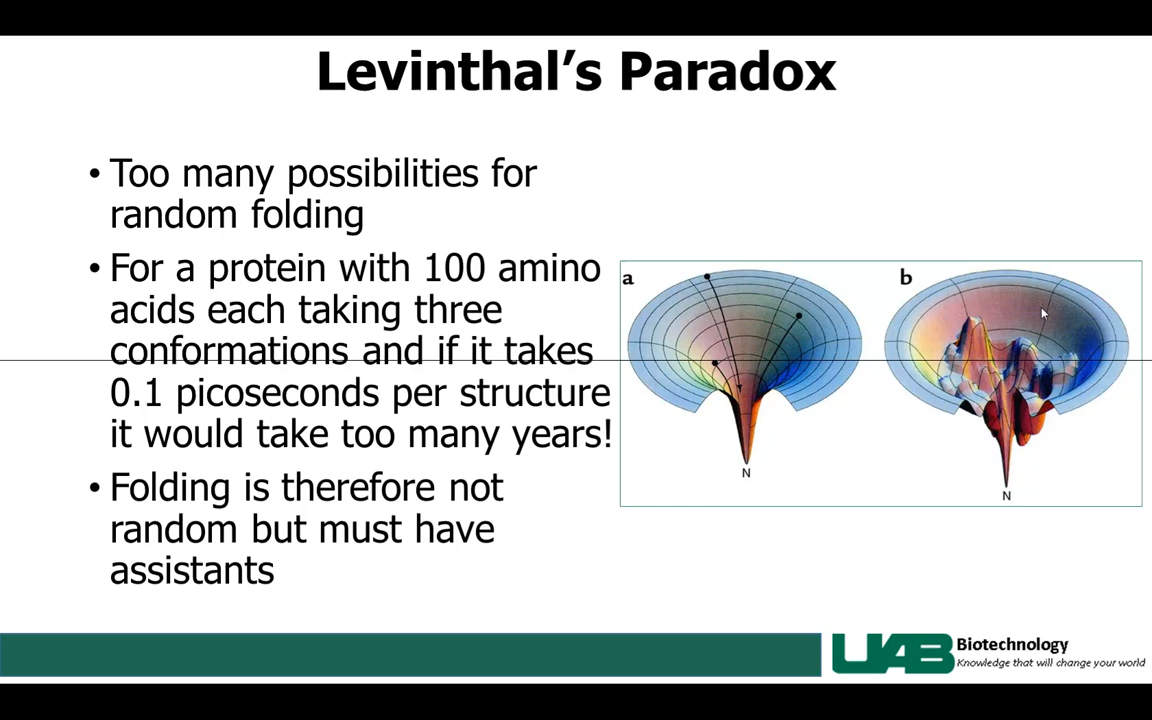 Levinthal’s Paradox
• Too many possibilities for
random folding
• For a protein with 100 amino
acids each taking three
conformations and if it takes
0.1 picoseconds per structure
it would take too many years!
• Folding is therefore not
random but must have
assistants
a
b
N
N
UAB
Biotechnology
Knowledge that will change your world